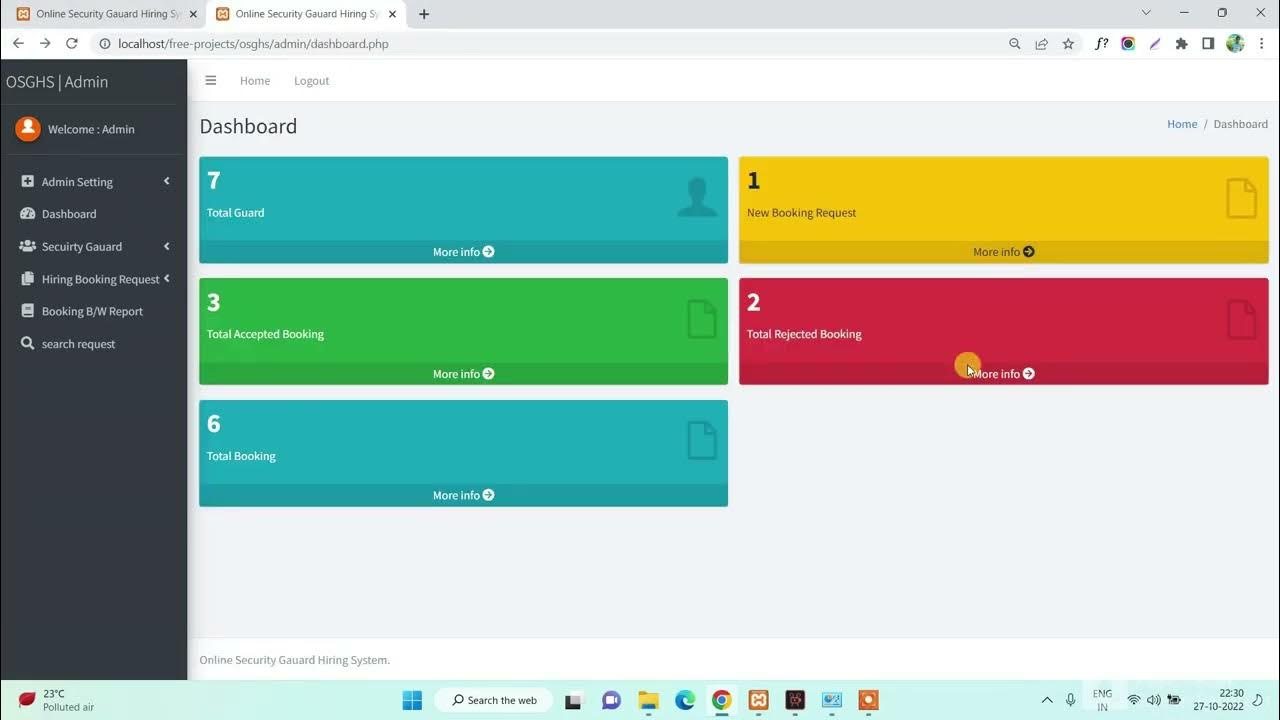 Online Security Gauard Hiring Sy
Online Security Gauard Hiring Sy
localhost/free-projects/osghs/admin/dashboard.php
f?
OSGHS | Admin
Home
Logout
Welcome : Admin
Dashboard
Home / Dashboard
Admin Setting
Dashboard
Secuirty Gauard
Hiring Booking Request
Booking B/W Report
search request
7
Total Guard
More info
1
New Booking Request
More info
3
Total Accepted Booking
More info
2
Total Rejected Booking
More info
6
Total Booking
More info
Online Security Gauard Hiring System.
23°C
Polluted air
Search the web
ENG
IN
22:30
27-10-2022